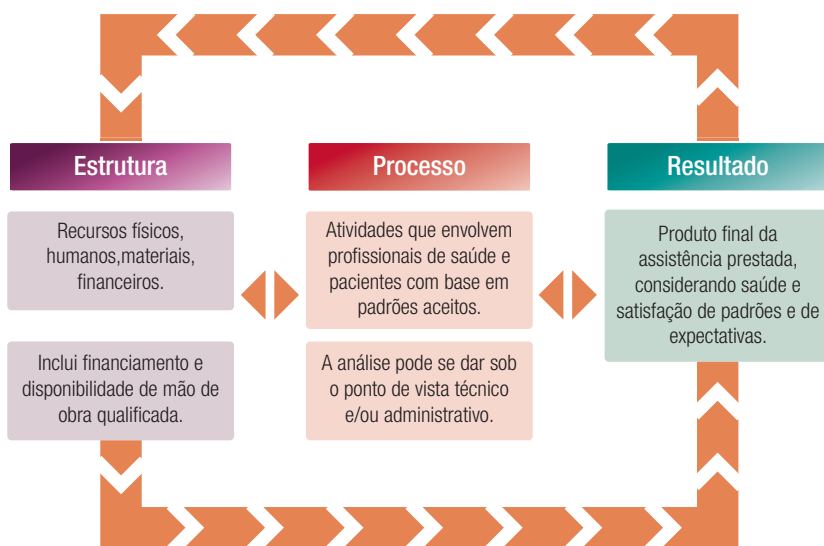 Estrutura
Recursos físicos,
humanos,materiais,
financeiros.
Inclui financiamento e
disponibilidade de mão de
obra qualificada.
Processo
Atividades que envolvem
profissionais de saúde e
pacientes com base em
padrões aceitos.
A análise pode se dar sob
o ponto de vista técnico
e/ou administrativo.
Resultado
Produto final da
assistência prestada,
considerando saúde e
satisfação de padrões e de
expectativas.